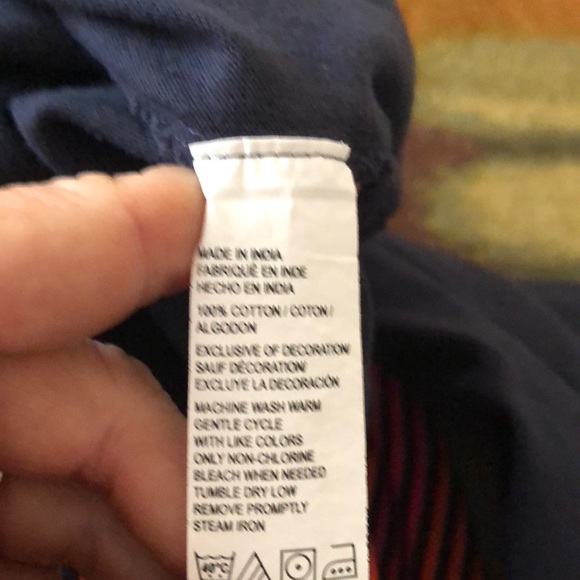 MADE IN INDIA
FABRIQUÉ EN INDE
HECHO EN INDIA
100% COTTON / COTON /
ALGODON
EXCLUSIVE OF DECORATION
SAUF DÉCORATION
EXCLUYE LA DECORACIÓN
MACHINE WASH WARM
GENTLE CYCLE
WITH LIKE COLORS
ONLY NON-CHLORINE
BLEACH WHEN NEEDED
TUMBLE DRY LOW
REMOVE PROMPTLY
STEAM IRON
40°C